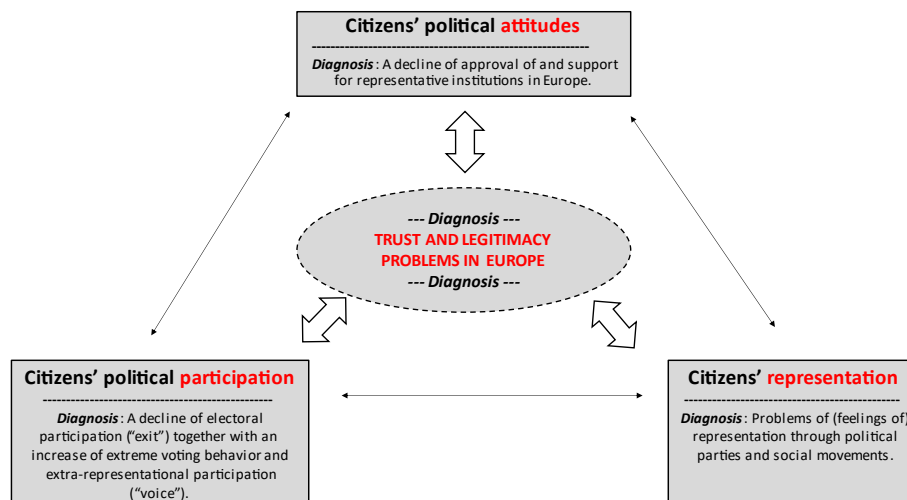 Citizens' political attitudes
Diagnosis: A decline of approval of and support
for representative institutions in Europe.
--- Diagnosis ---
TRUST AND LEGITIMACY
PROBLEMS IN EUROPE
--- Diagnosis ---
Citizens' political participation
Diagnosis: A decline of electoral
participation ("exit") together with an
increase of extreme voting behavior and
extra-representational participation
("voice").
Citizens' representation
Diagnosis: Problems of (feelings of)
representation through political
parties and social movements.